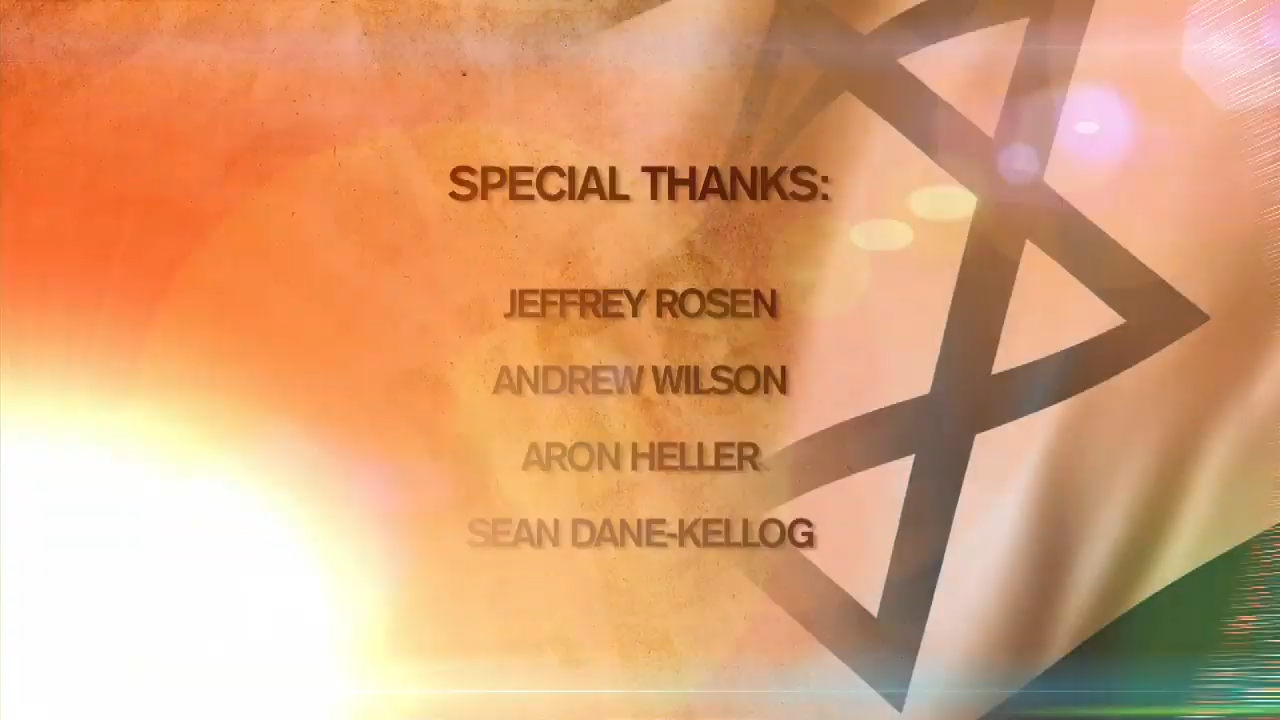 SPECIAL THANKS:
JEFFREY ROSEN
ANDREW WILSON
ARON HELLER
SEAN DANE-KELLOG